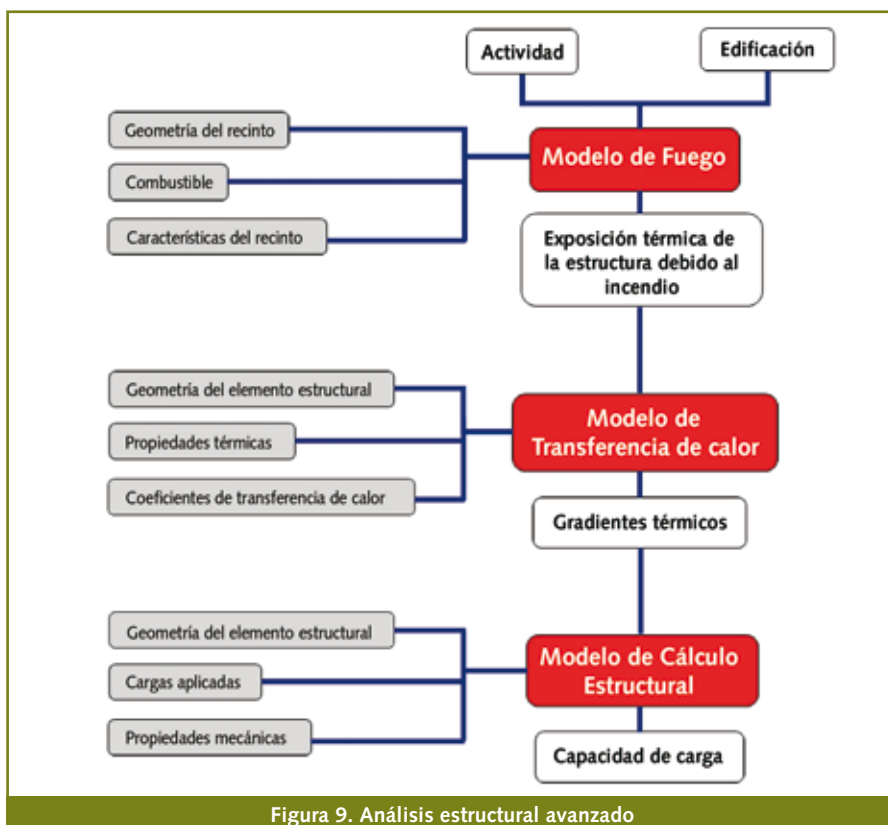 Actividad
Edificación
Geometría del recinto
Combustible
Características del recinto
Modelo de Fuego
Exposición térmica de
la estructura debido al
incendio
Geometría del elemento estructural
Propiedades térmicas
Coeficientes de transferencia de calor
Modelo de
Transferencia de calor
Gradientes térmicos
Geometría del elemento estructural
Cargas aplicadas
Propiedades mecánicas
Modelo de Cálculo
Estructural
Capacidad de carga
Figura 9. Análisis estructural avanzado